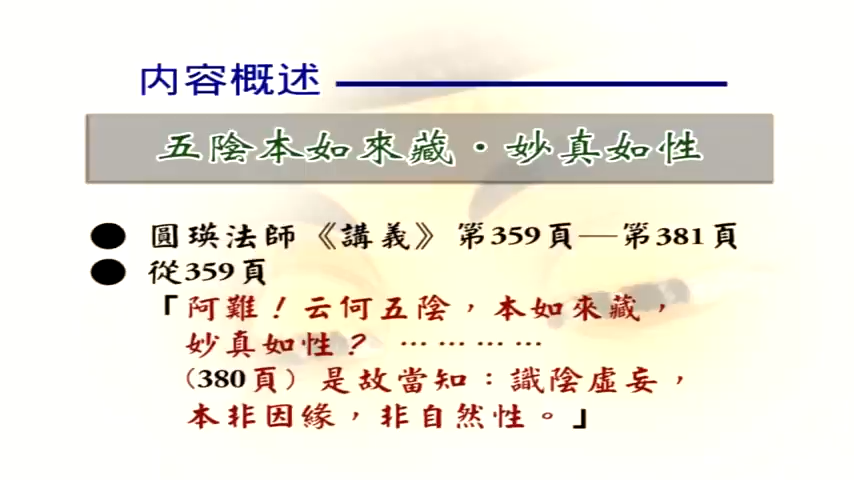 内容概述
五陰本如來藏·妙真如性
● 圓瑛法師《講義》第359頁—第381頁
● 從359頁
「阿難！云何五陰，本如來藏，
妙真如性？…………
(380頁) 是故當知：識陰虛妄，
本非因緣，非自然性。」